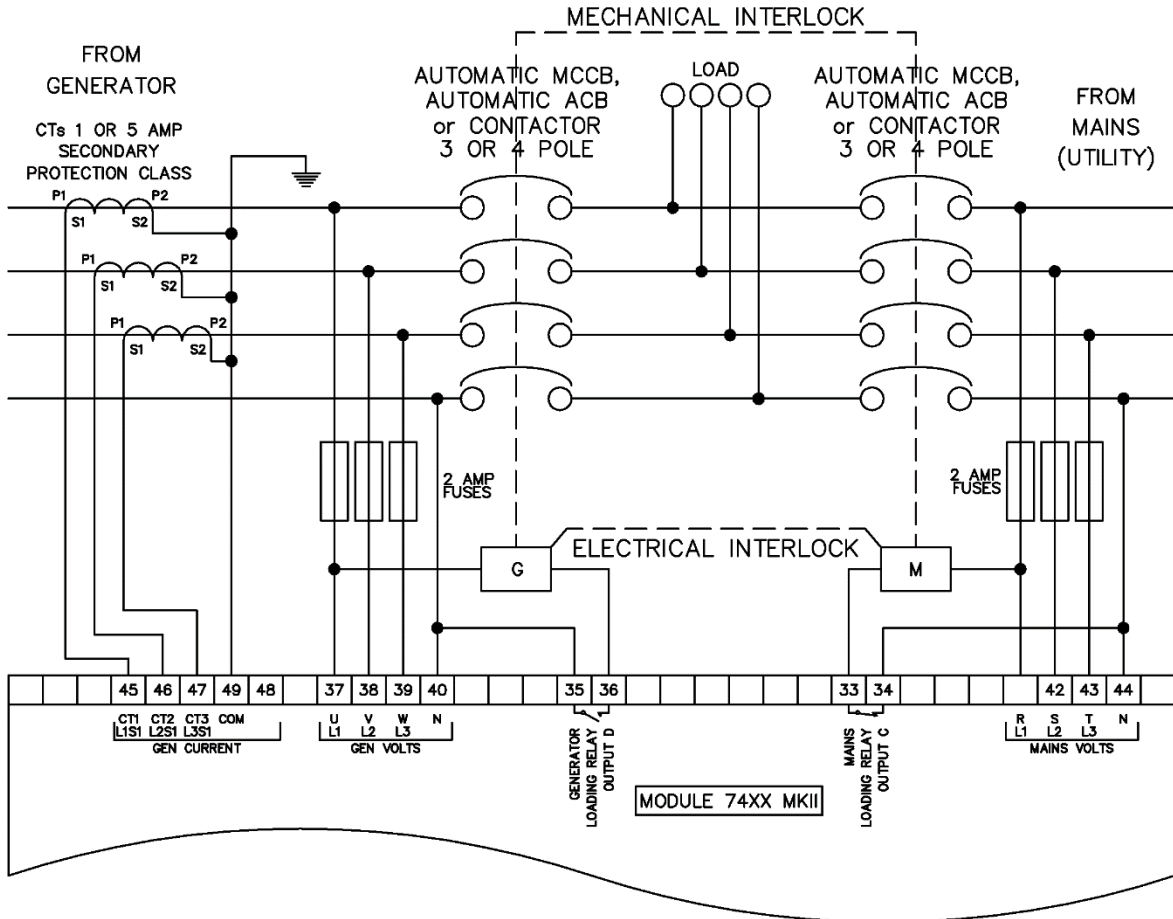 MECHANICAL INTERLOCK
FROM
GENERATOR
CTs 1 OR 5 AMP
SECONDARY
PROTECTION CLASS
AUTOMATIC MCCB,
AUTOMATIC ACB
or CONTACTOR
3 OR 4 POLE
LOAD
AUTOMATIC MCCB,
AUTOMATIC ACB
or CONTACTOR
3 OR 4 POLE
FROM
MAINS
(UTILITY)
P1 P2
S1 S2
P1 P2
S1 S2
P1 P2
S1 S2
2 AMP
FUSES
2 AMP
FUSES
ELECTRICAL INTERLOCK
G
M
45 46 47 49 48 37 38 39 40 35 36 33 34 42 43 44
CT1 CT2 CT3 COM
L1S1 L2S1 L3S1
GEN CURRENT
U V W N
L1 L2 L3
GEN VOLTS
GENERATOR
LOADING RELAY
OUTPUT D
MODULE 74XX MKII
MAINS
LOADING RELAY
OUTPUT C
R S T N
L1 L2 L3
MAINS VOLTS